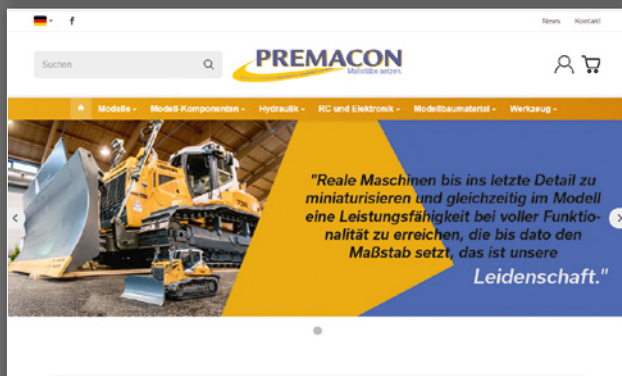 f
News Kontakt
Suchen
PREMACON
Maßstäbe setzen
Modelle Modell-Komponenten Hydraulik RC und Elektronik Modellbaumaterial Werkzeug
"Reale Maschinen bis ins letzte Detail zu
miniaturisieren und gleichzeitig im Modell
eine Leistungsfähigkeit bei voller Funktio-
nalität zu erreichen, die bis dato den
Maßstab setzt, das ist unsere
Leidenschaft."